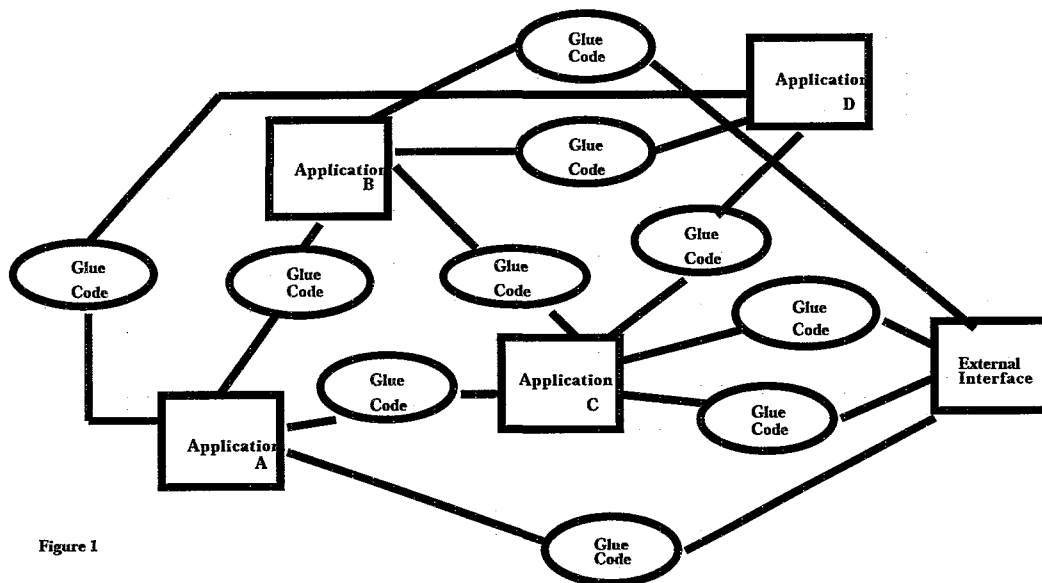 Glue
Code
Application
D
Glue
Code
Application
B
Glue
Code
Glue
Code
Glue
Code
Glue
Code
Glue
Code
Glue
Code
Application
C
External
Interface
Glue
Code
Glue
Code
Application
A
Glue
Code
Figure 1